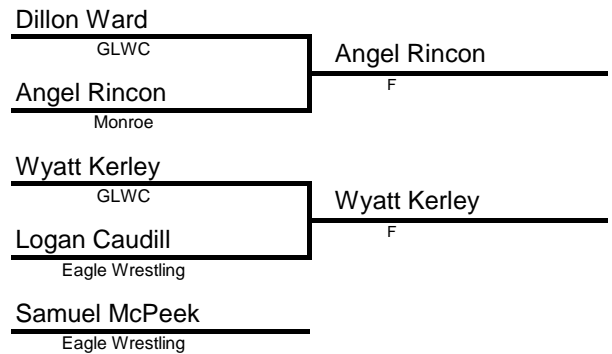 Dillon Ward
GLWC
Angel Rincon
F
Angel Rincon
Monroe
Wyatt Kerley
GLWC
Wyatt Kerley
F
Logan Caudill
Eagle Wrestling
Samuel McPeek
Eagle Wrestling